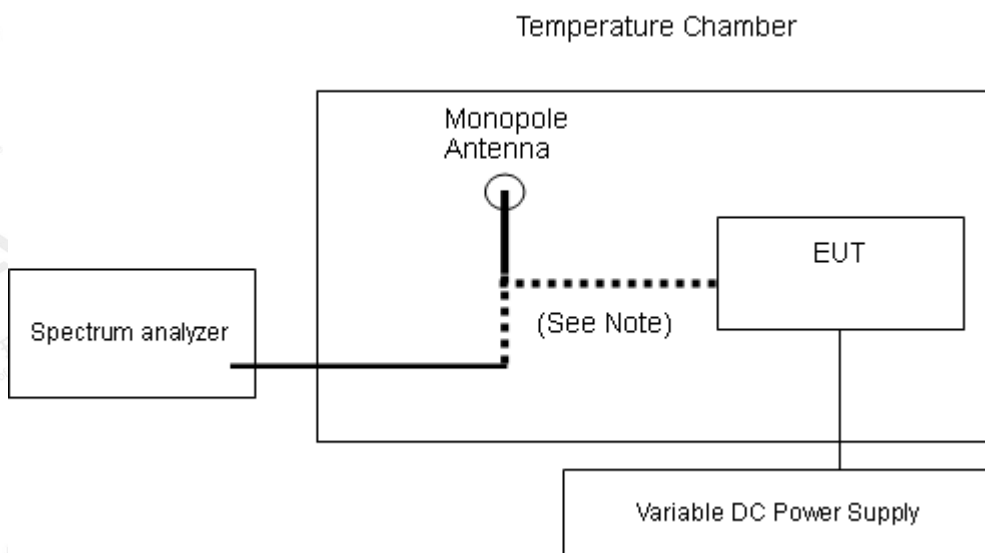 Temperature Chamber
Monopole
Antenna
EUT
(See Note)
Spectrum analyzer
Variable DC Power Supply